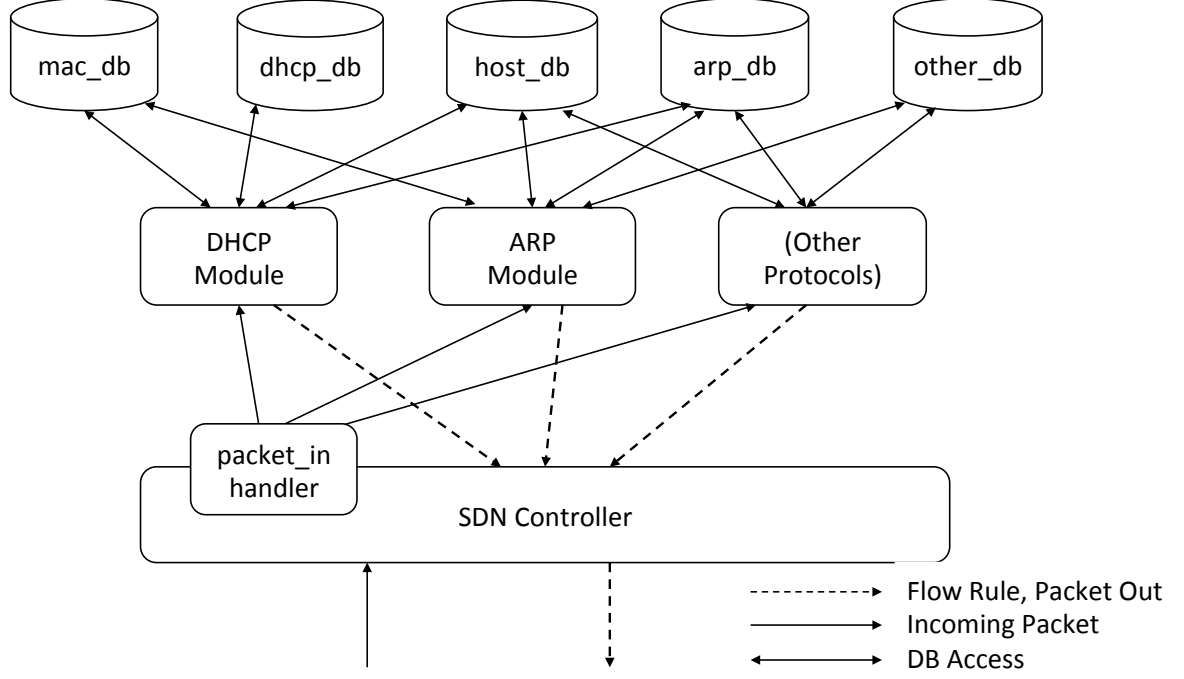 mac_db
dhcp_db
host_db
arp_db
other_db
DHCP
Module
ARP
Module
(Other
Protocols)
packet_in
handler
SDN Controller
Flow Rule, Packet Out
Incoming Packet
DB Access